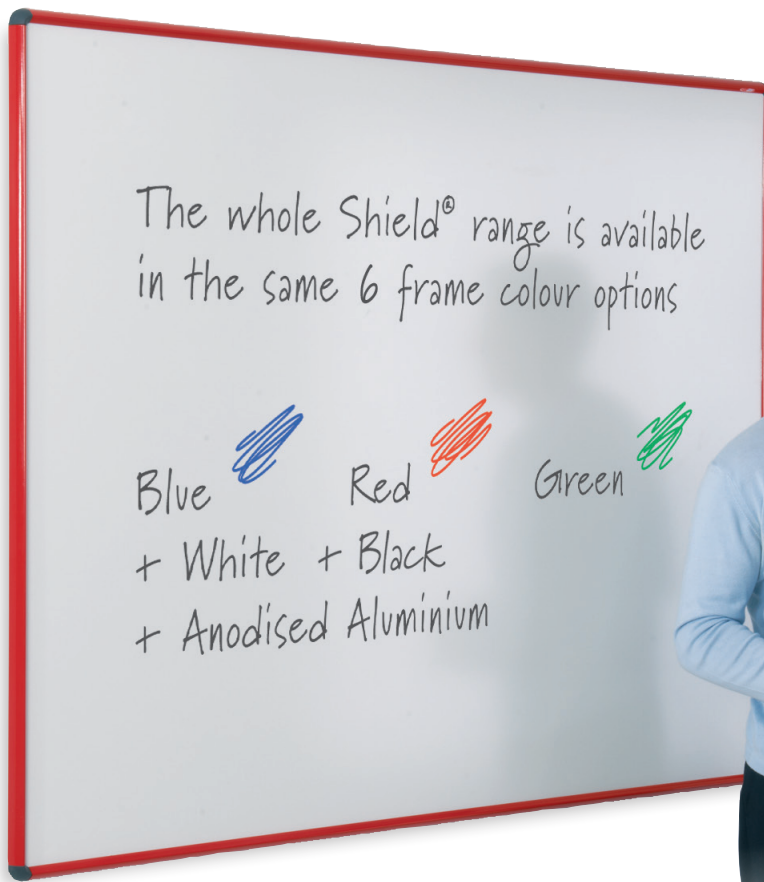 The whole Shield® range is available
in the same 6 frame colour options
Blue Red Green
+ White + Black
+ Anodised Aluminium